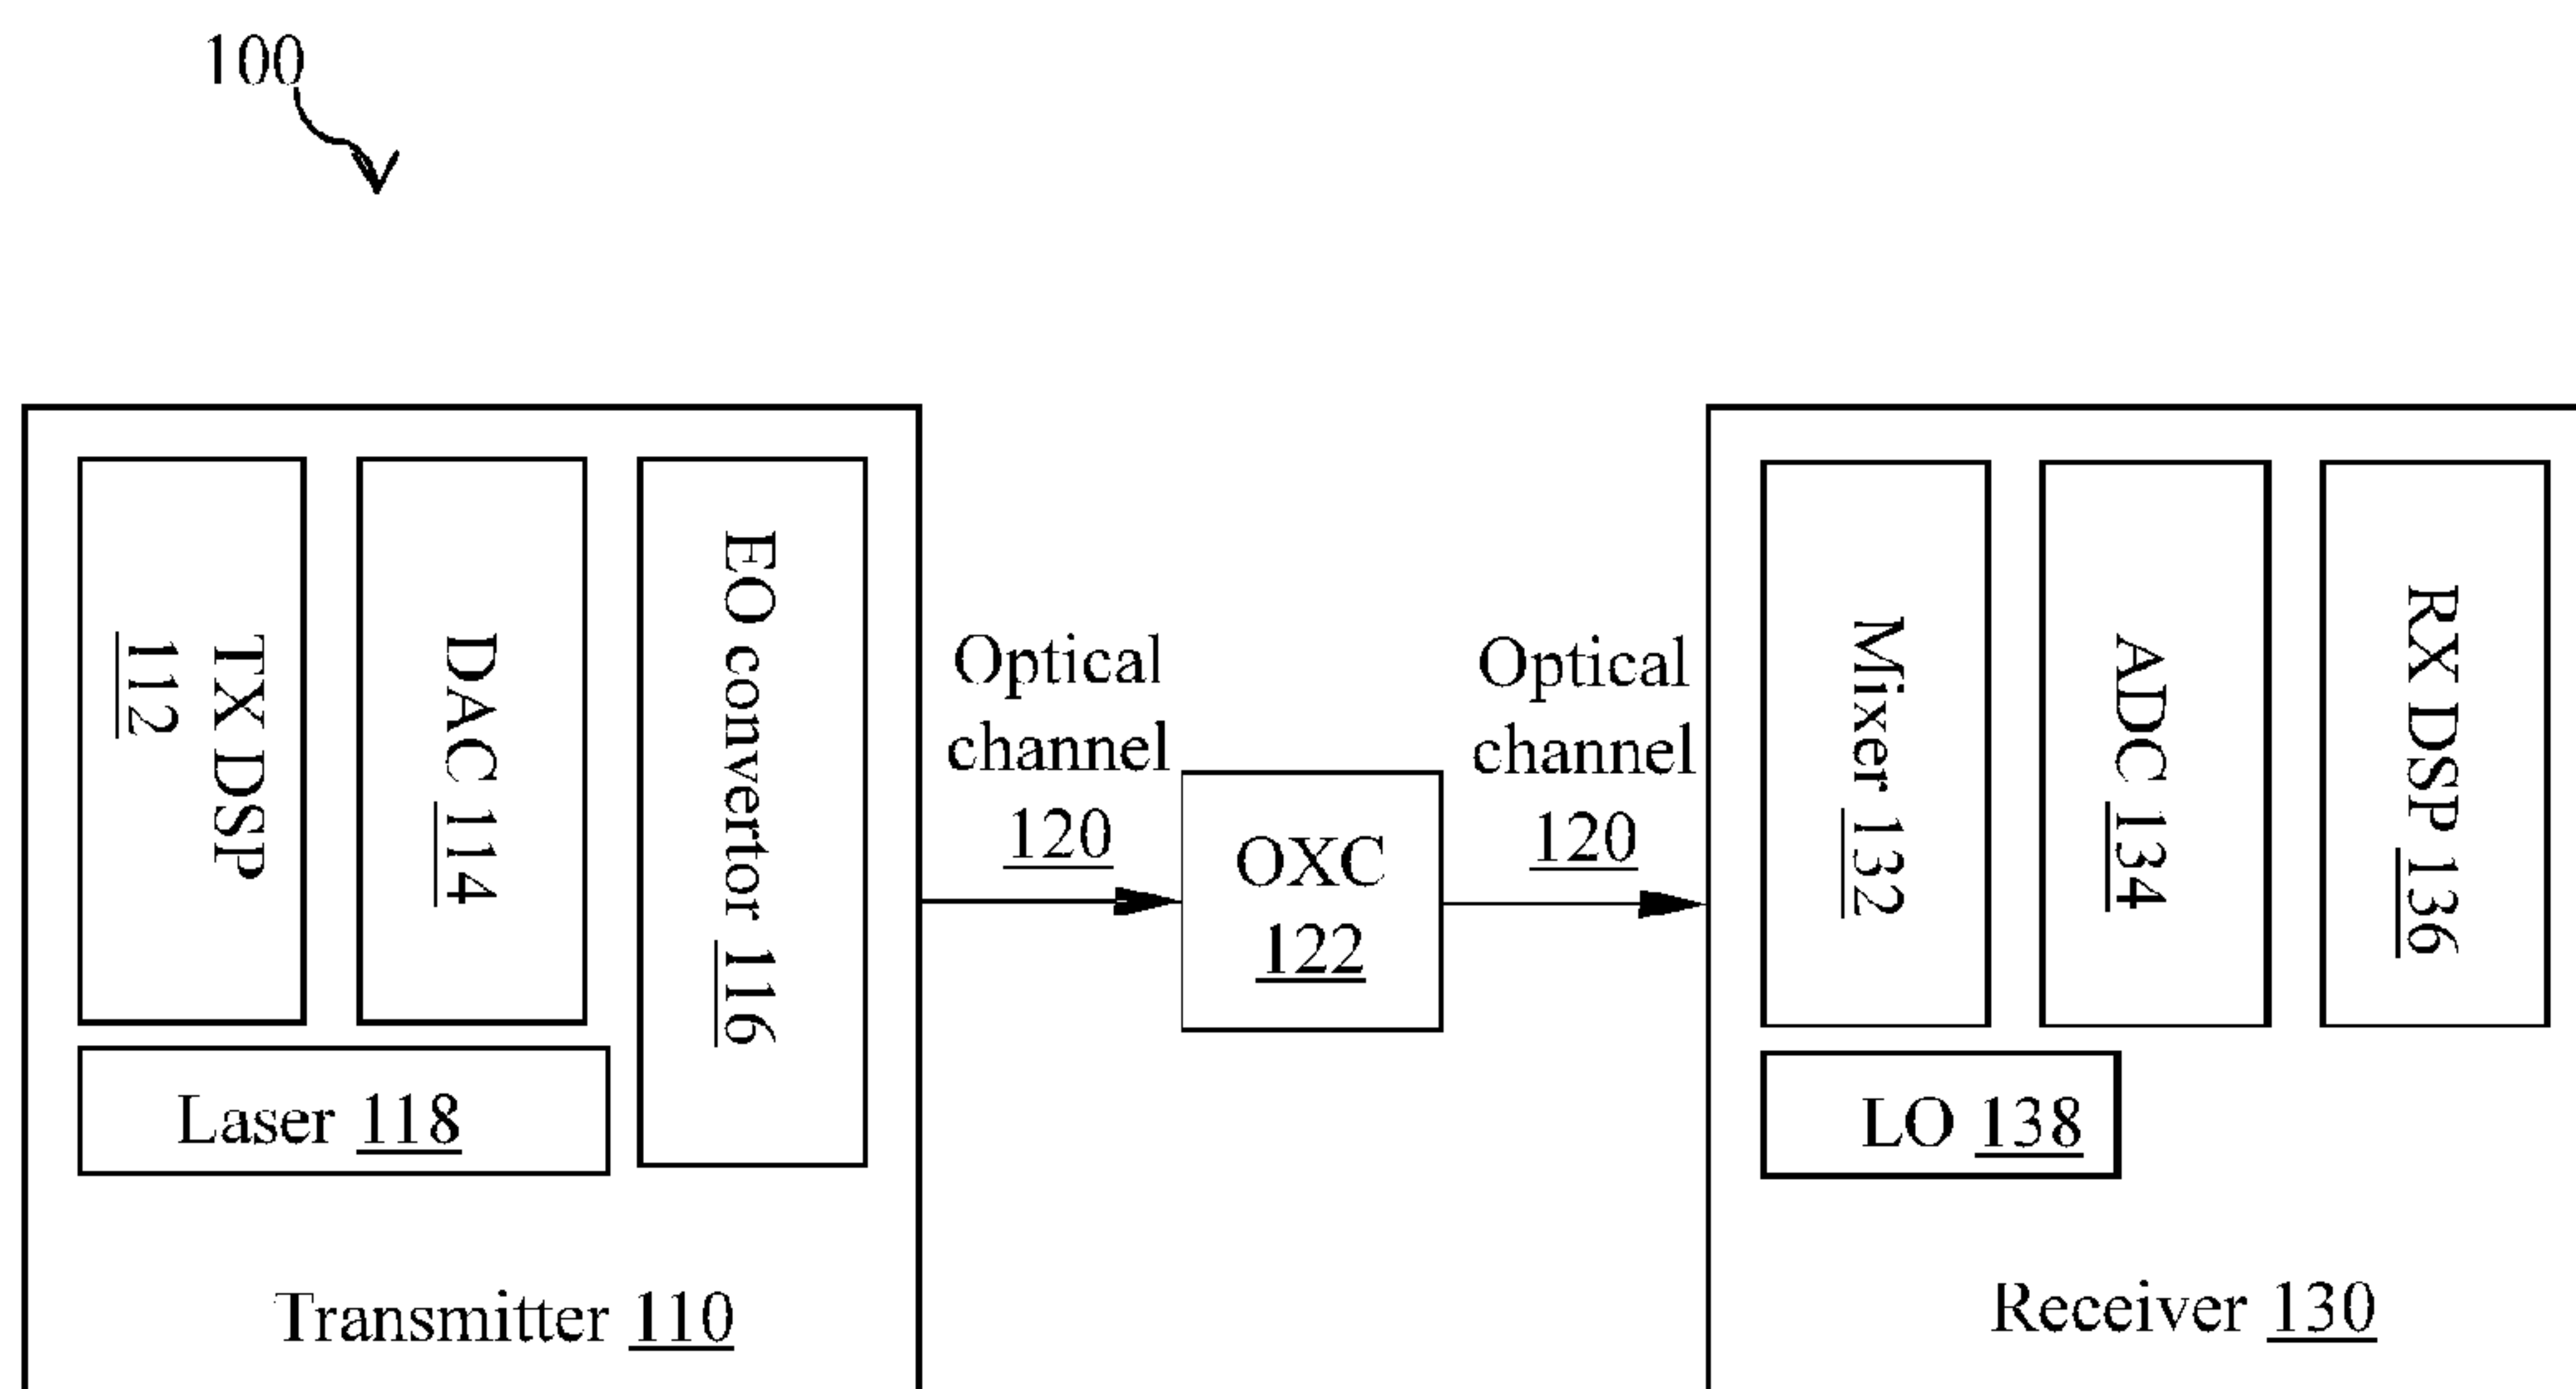 100
TX DSP
112
DAC 114
EO convertor 116
Laser 118
Transmitter 110
Optical
channel
120
OXC
122
Optical
channel
120
Mixer 132
ADC 134
RX DSP 136
LO 138
Receiver 130